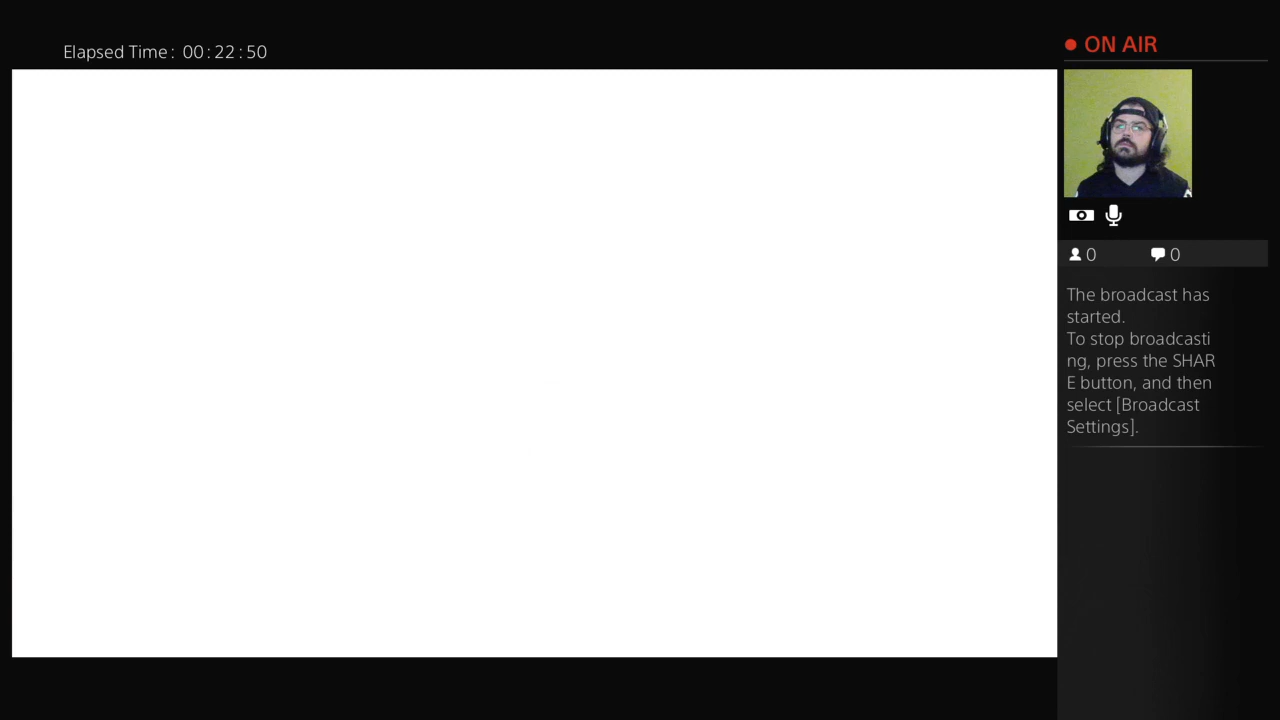 Elapsed Time: 00:22:50
ON AIR
0 0
The broadcast has
started.
To stop broadcasti
ng, press the SHAR
E button, and then
select [Broadcast
Settings].